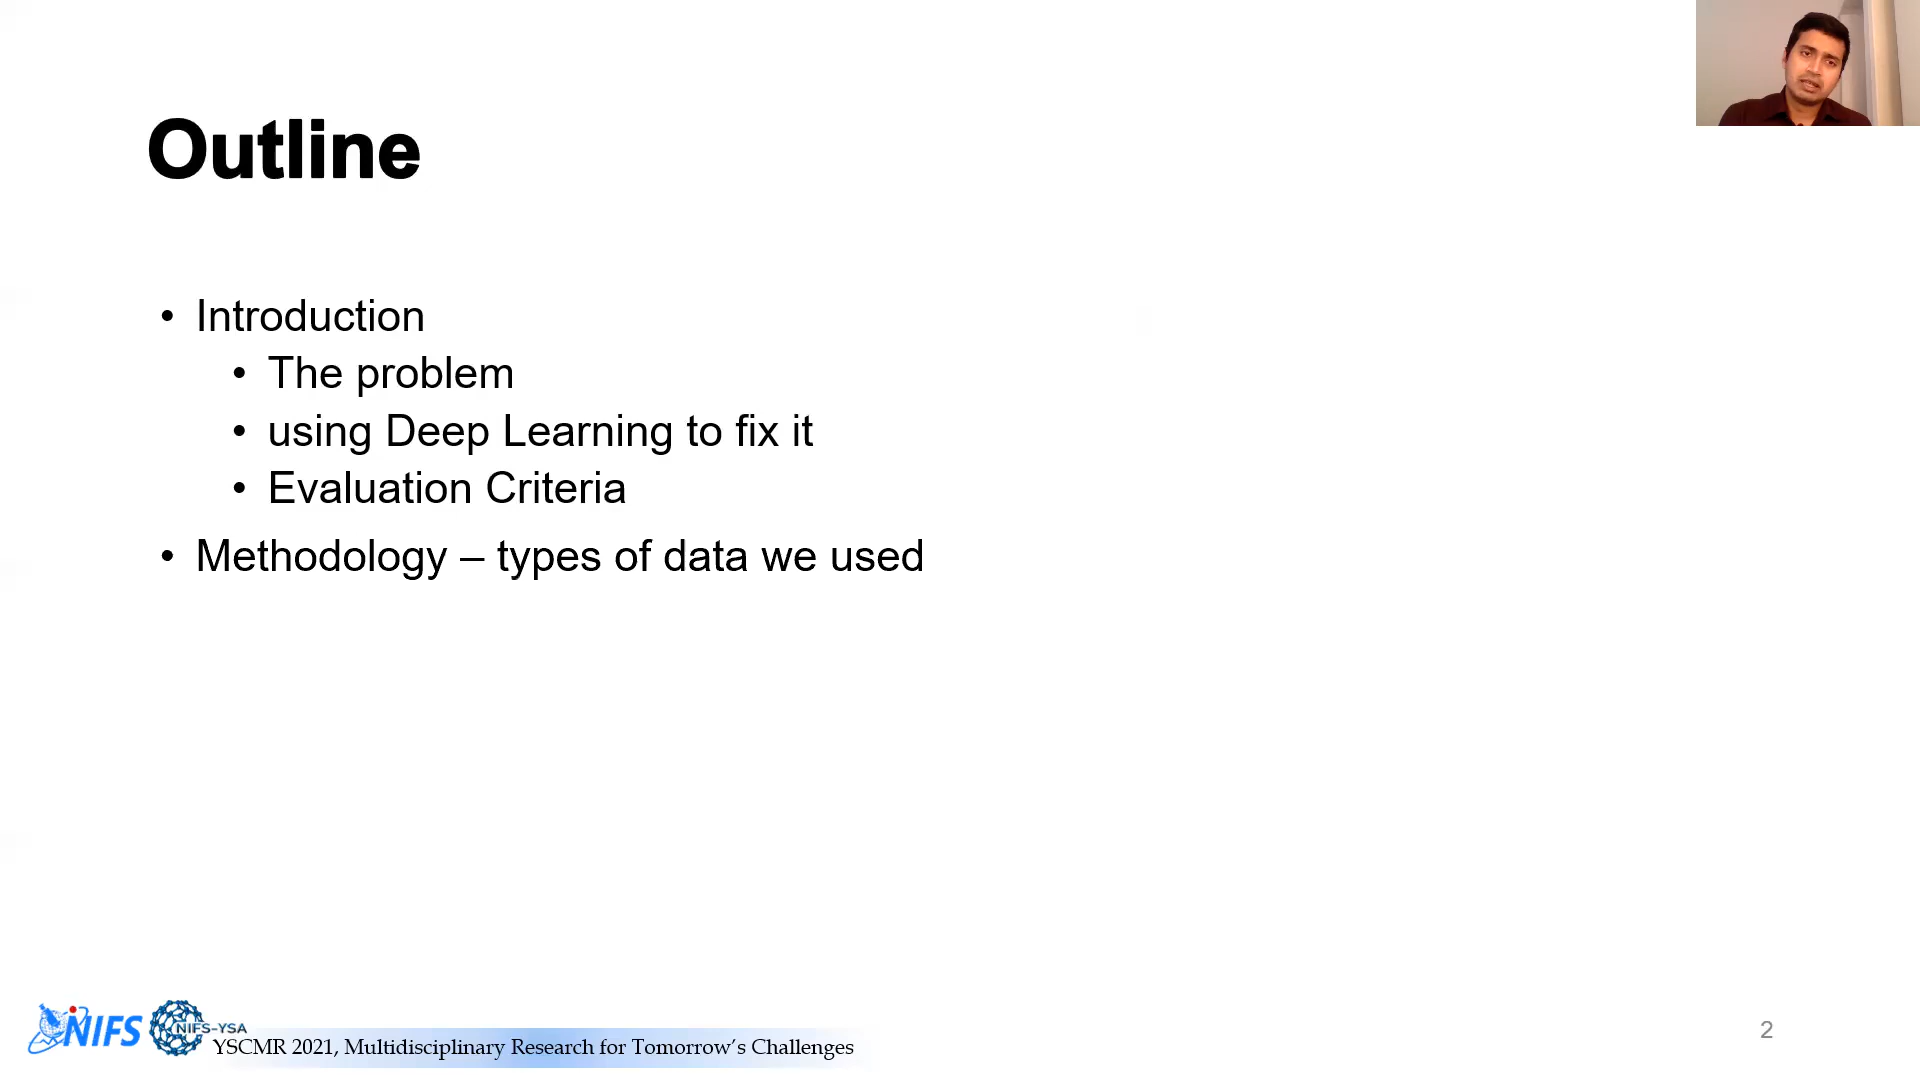 Outline
• Introduction
• The problem
• using Deep Learning to fix it
• Evaluation Criteria
• Methodology – types of data we used
NIFS
NIFS-YSA
YSCMR 2021, Multidisciplinary Research for Tomorrow’s Challenges
2